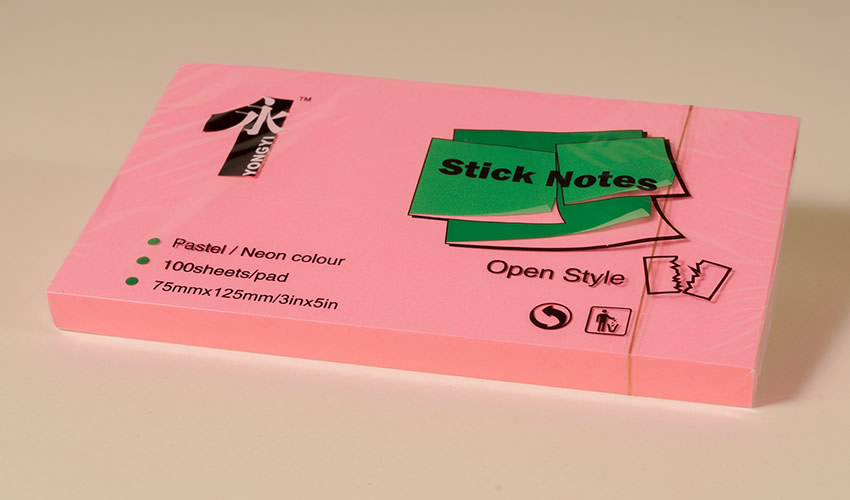 永
YONGYI
TM
Stick Notes
Pastel / Neon colour
100sheets/pad
75mmx125mm/3inx5in
Open Style